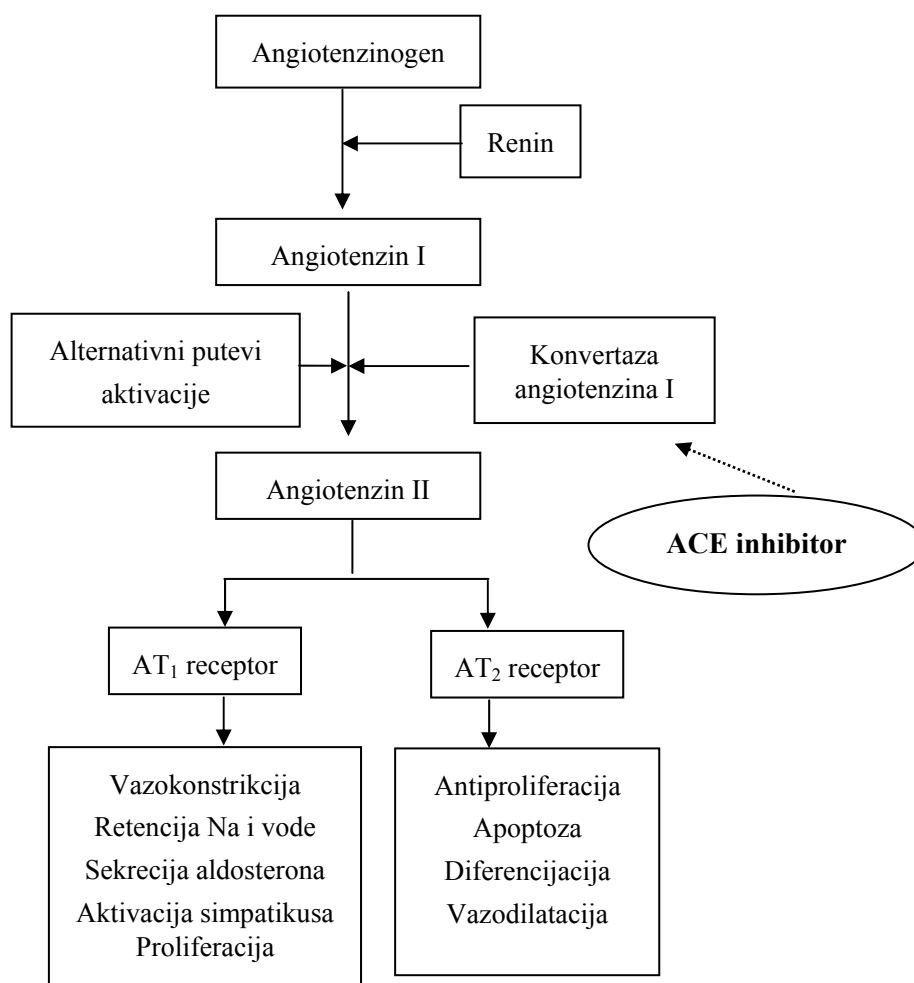 Angiotenzinogen
Renin
Angiotenzin I
Alternativni putevi
aktivacije
Konvertaza
angiotenzina I
Angiotenzin II
ACE inhibitor
AT₁ receptor
AT₂ receptor
Vazokonstrikcija
Retencija Na i vode
Sekrecija aldosterona
Aktivacija simpatikusa
Proliferacija
Antiproliferacija
Apoptoza
Diferencijacija
Vazodilatacija